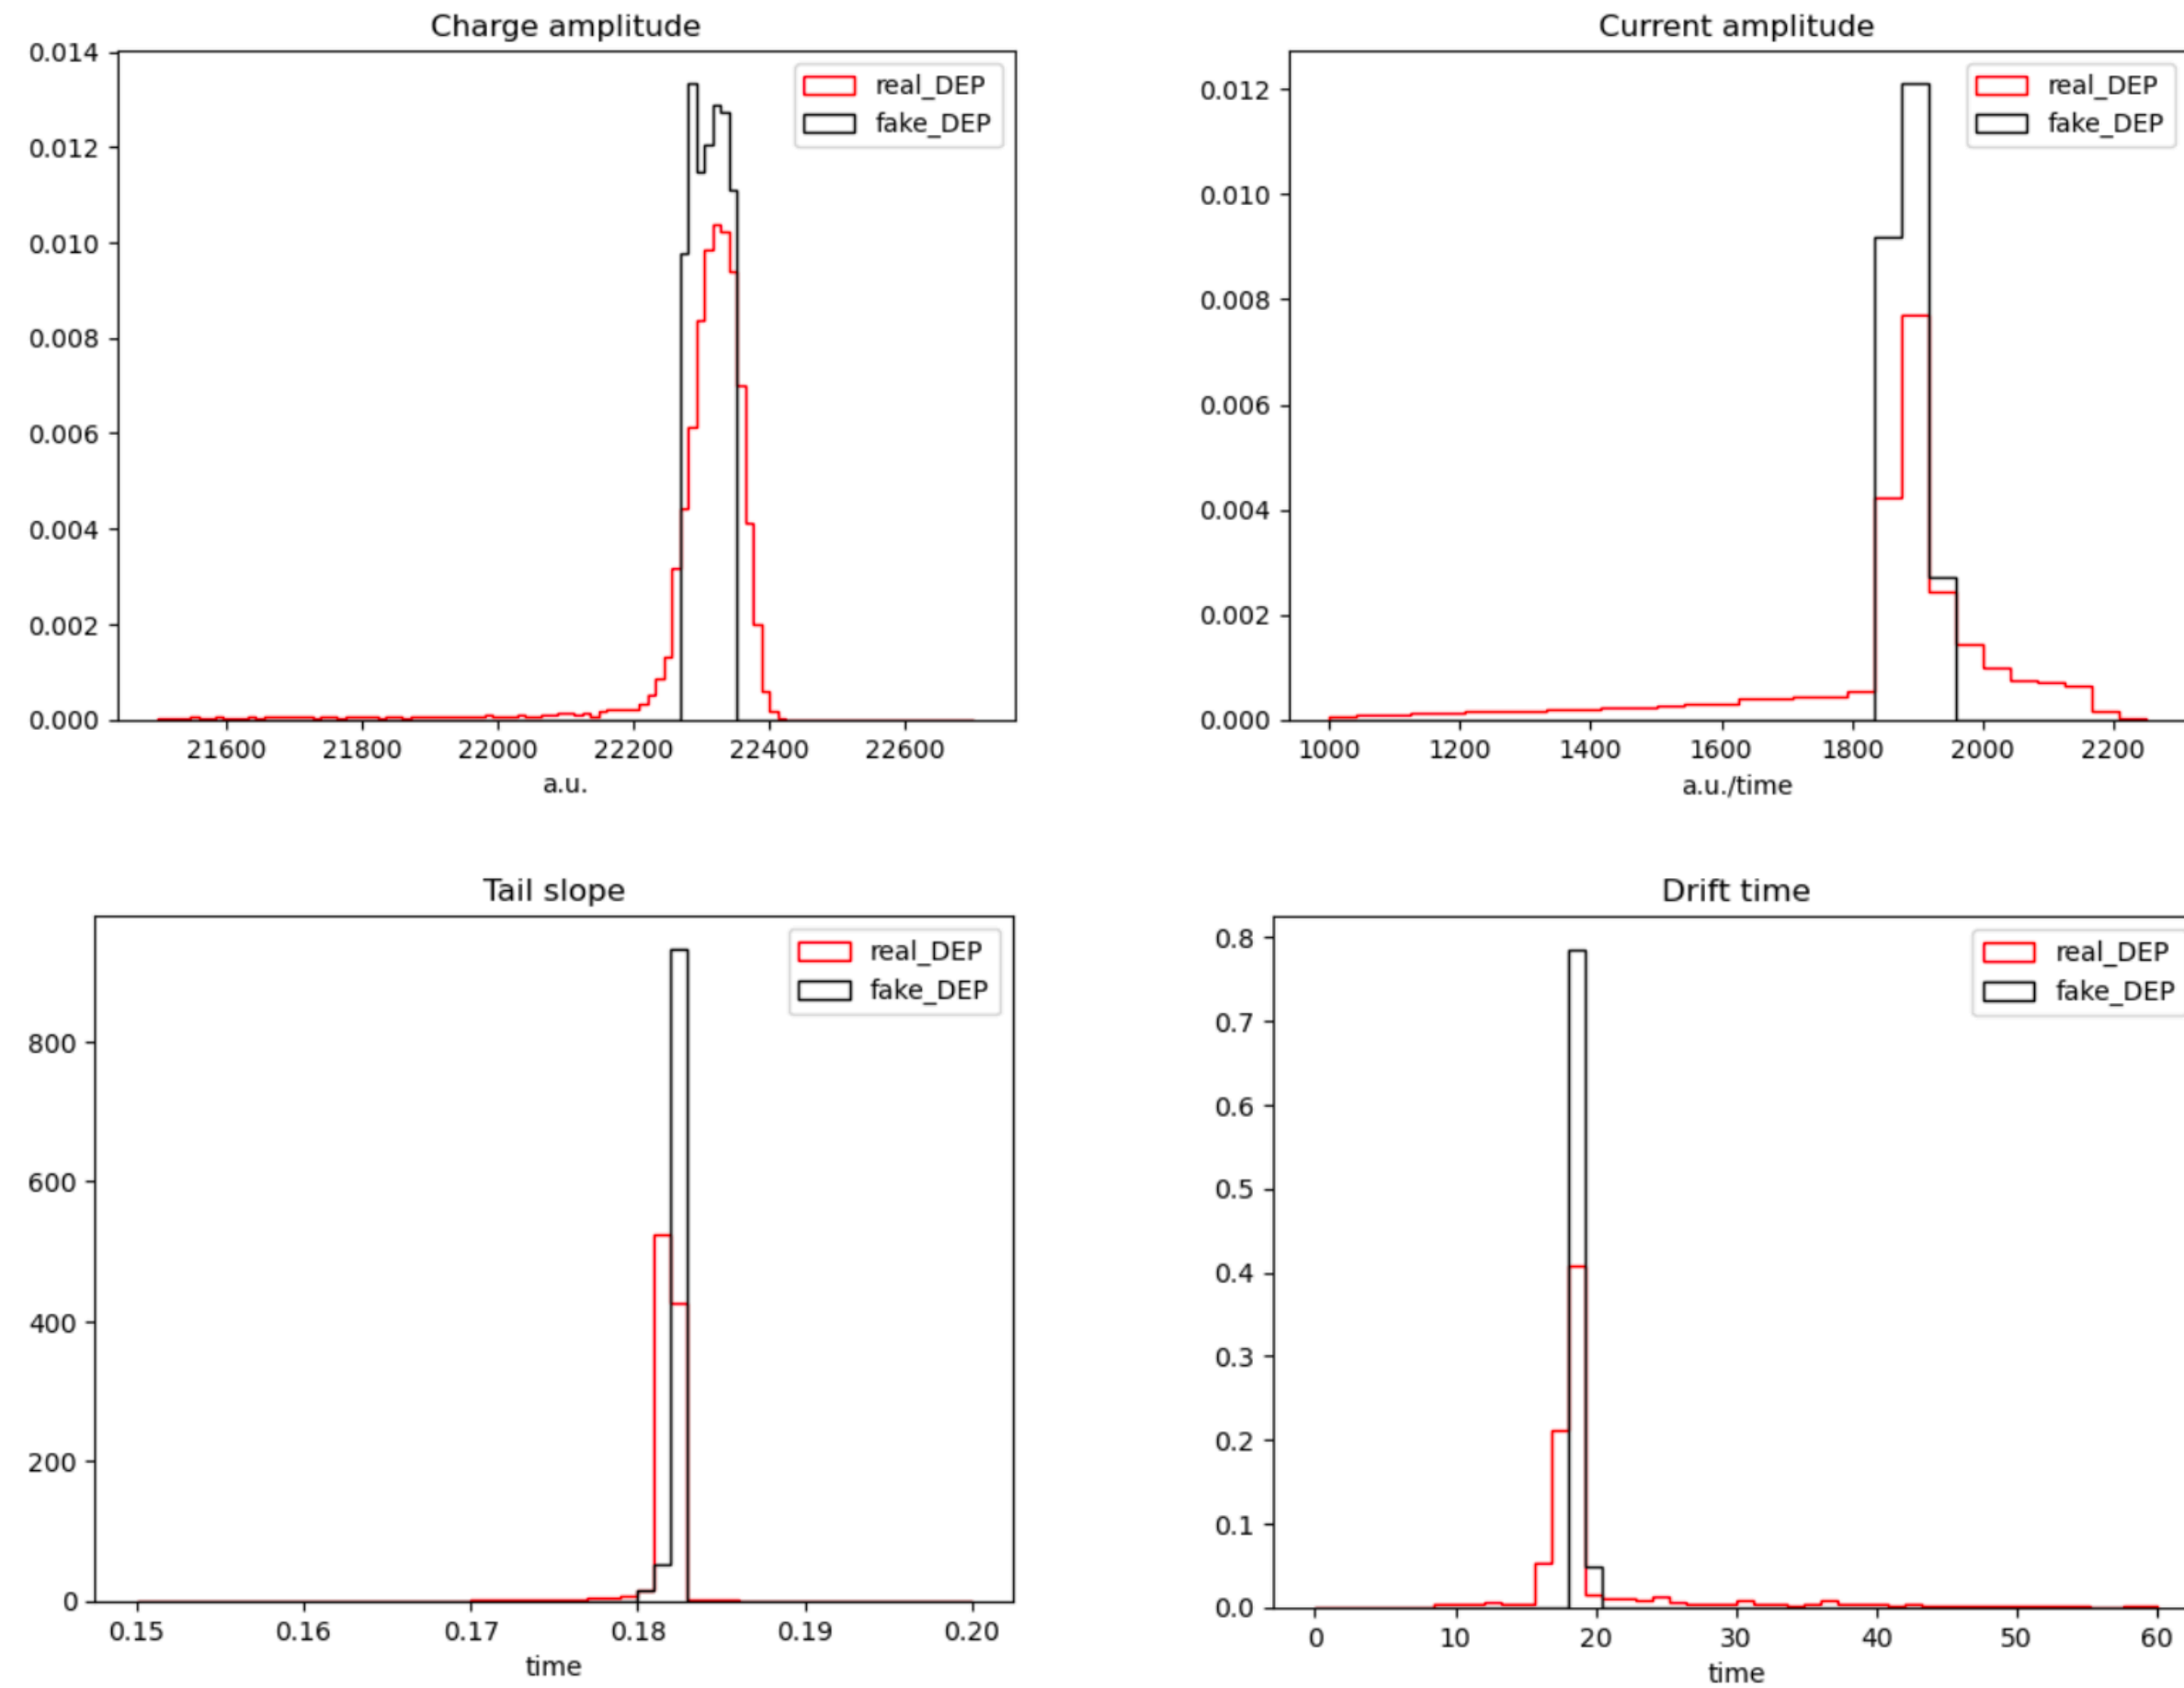 Charge amplitude
0.014
0.012
0.010
0.008
0.006
0.004
0.002
0.000
21600 21800 22000 22200 22400 22600
a.u.
real_DEP
fake_DEP
Current amplitude
0.012
0.010
0.008
0.006
0.004
0.002
0.000
1000 1200 1400 1600 1800 2000 2200
a.u./time
real_DEP
fake_DEP
Tail slope
800
600
400
200
0
0.15 0.16 0.17 0.18 0.19 0.20
time
real_DEP
fake_DEP
Drift time
0.8
0.7
0.6
0.5
0.4
0.3
0.2
0.1
0.0
0 10 20 30 40 50 60
time
real_DEP
fake_DEP